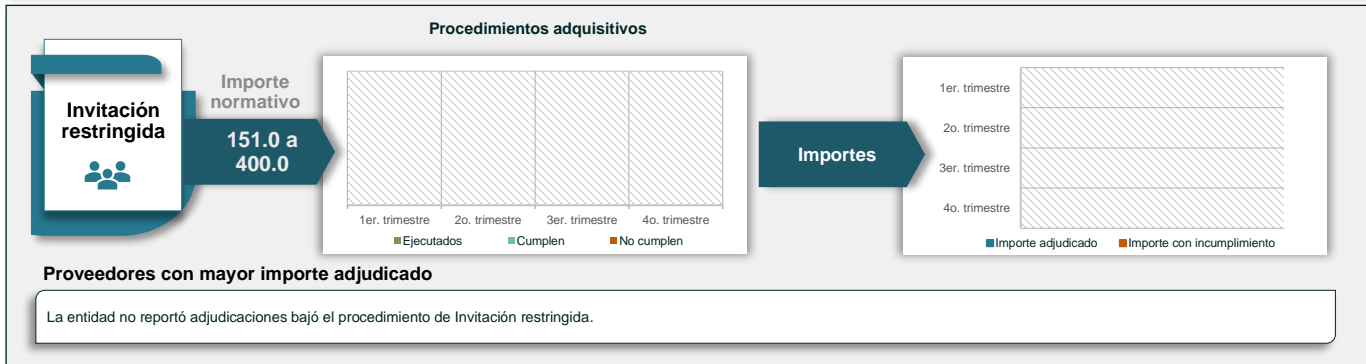 Procedimientos adquisitivos
Invitación
restringida
Importe
normativo
151.0 a
400.0
1er. trimestre 2o. trimestre 3er. trimestre 4o. trimestre
Ejecutados Cumplen No cumplen
Importes
1er. trimestre
2o. trimestre
3er. trimestre
4o. trimestre
Importe adjudicado Importe con incumplimiento
Proveedores con mayor importe adjudicado
La entidad no reportó adjudicaciones bajó el procedimiento de Invitación restringida.